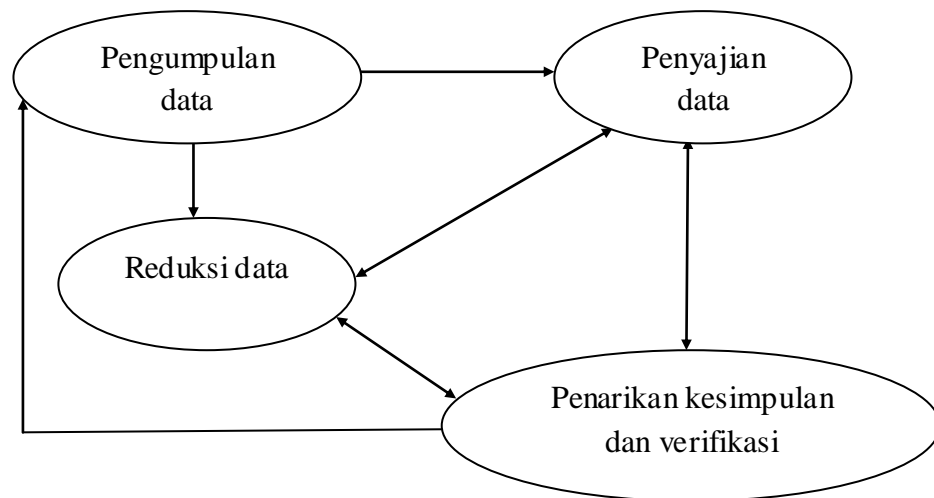 Pengumpulan
data
Penyajian
data
Reduksi data
Penarikan kesimpulan
dan verifikasi